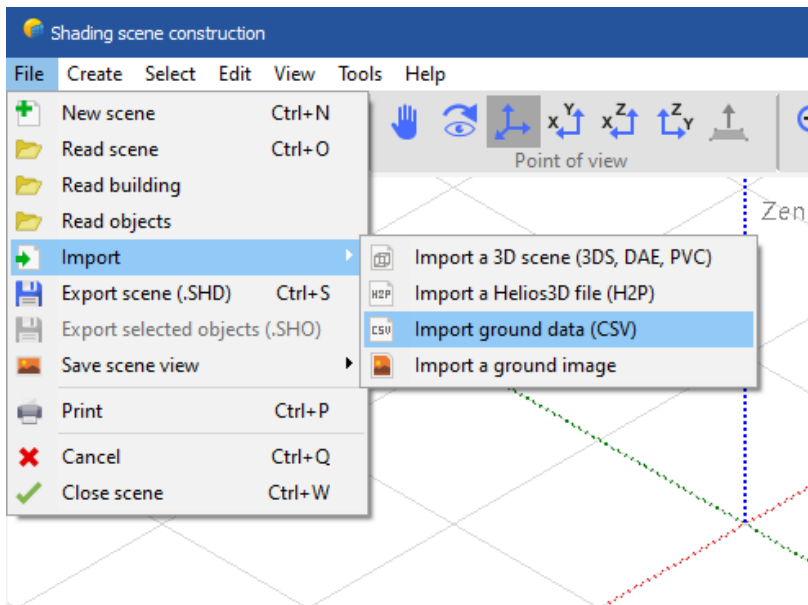 Shading scene construction
File Create Select Edit View Tools Help
New scene Ctrl+N
Read scene Ctrl+O
Read building
Read objects
Import
Export scene (.SHD) Ctrl+S
Export selected objects (.SHO)
Save scene view
Print Ctrl+P
Cancel Ctrl+Q
Close scene Ctrl+W
X Y X Z Z Y
Point of view
Zen
Import a 3D scene (3DS, DAE, PVC)
H2P Import a Helios3D file (H2P)
CSV Import ground data (CSV)
Import a ground image